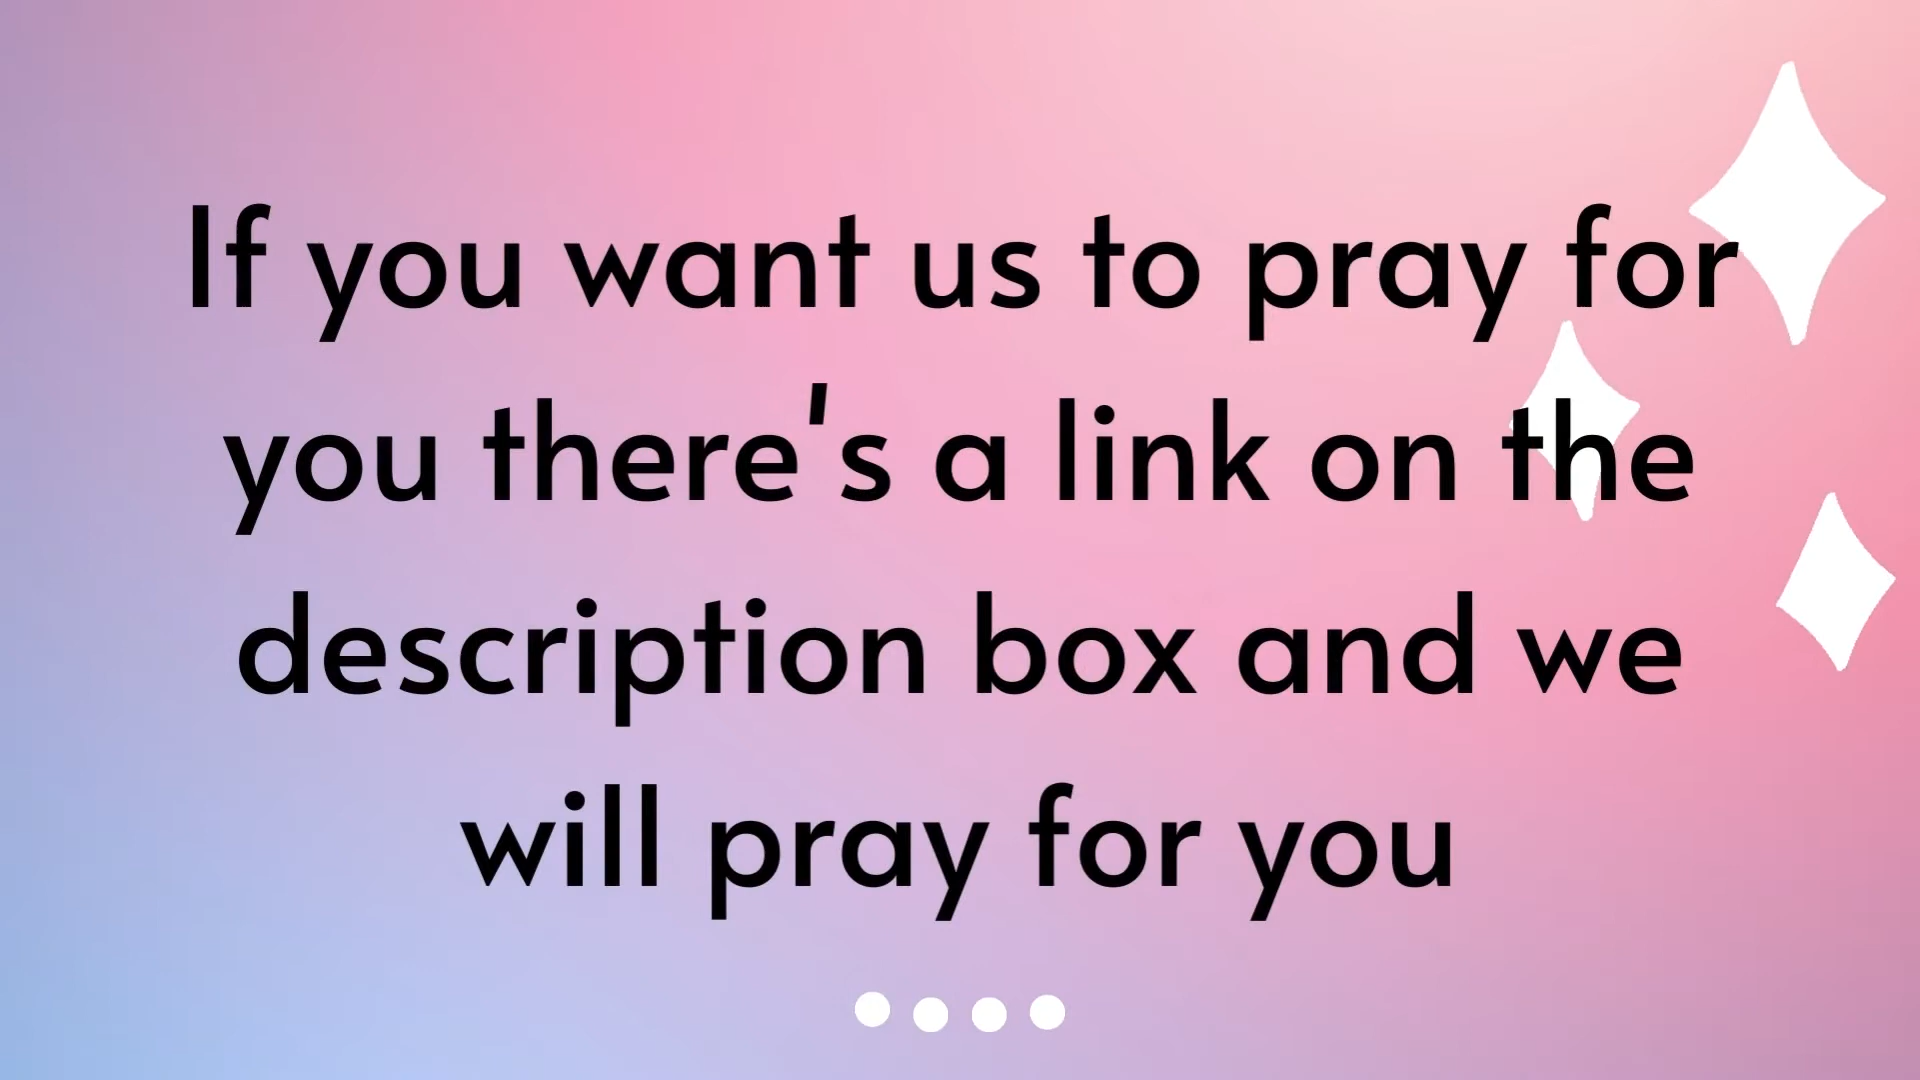 If you want us to pray for
you there's a link on the
description box and we
will pray for you